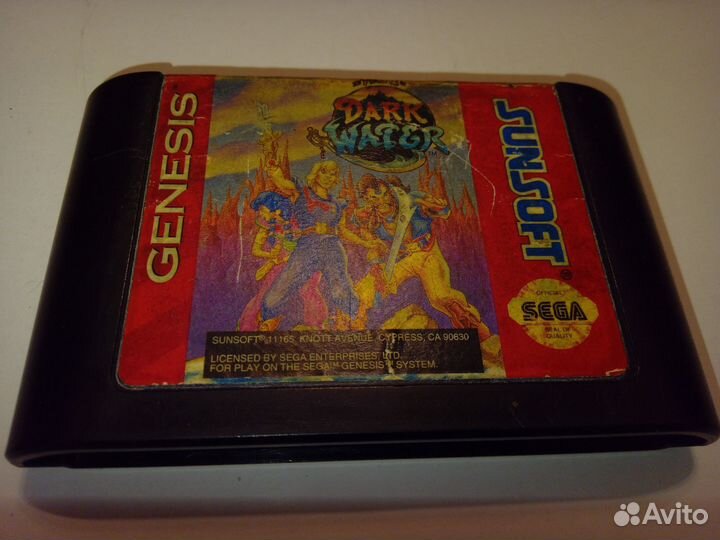 GENESIS
DARK
WATER
TM
SUNSOFT
®
OFFICIAL
SEGA
SEAL OF
QUALITY
SUNSOFT® 11165 KNOTT AVENUE, CYPRESS, CA 90630
LICENSED BY SEGA ENTERPRISES, LTD.
FOR PLAY ON THE SEGA™ GENESIS™ SYSTEM.
Avito